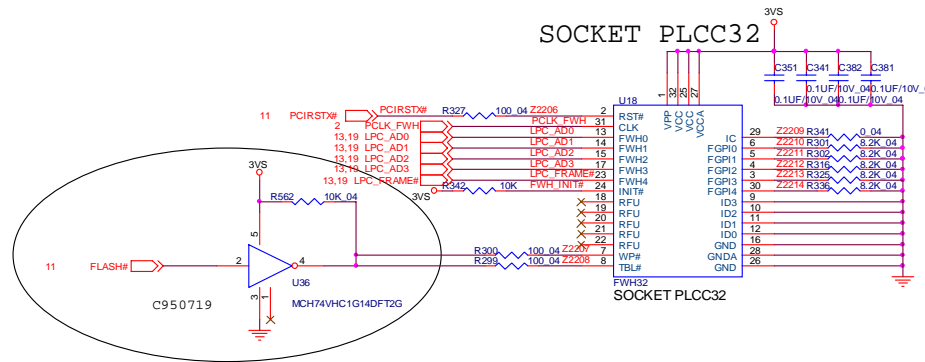 SOCKET PLCC32
3VS
C351
C341
C382
C381
0.1UF/10V_04
0.1UF/10V_04
0.1UF/10V_04
0.1UF/10V_04
1
32
25
27
U18
VPP
VCC
VCC
VCCA
11 PCIRSTX# PCIRSTX# R327 100_04 Z2206 2 RST#
2 PCLK_FWH PCLK_FWH 31 CLK
13,19 LPC_AD0 LPC_AD0 13 FWH0
13,19 LPC_AD1 LPC_AD1 14 FWH1
13,19 LPC_AD2 LPC_AD2 15 FWH2
13,19 LPC_AD3 LPC_AD3 17 FWH3
13,19 LPC_FRAME# LPC_FRAME# 23 FWH4
3VS R342 10K FWH_INIT# 24 INIT#
18 RFU
19 RFU
20 RFU
21 RFU
22 RFU
R300 100_04 Z2207 7 WP#
R299 100_04 Z2208 8 TBL#
IC 29 Z2209 R341 0_04
FGPI0 6 Z2210 R301 8.2K_04
FGPI1 5 Z2211 R302 8.2K_04
FGPI2 4 Z2212 R316 8.2K_04
FGPI3 3 Z2213 R325 8.2K_04
FGPI4 30 Z2214 R336 8.2K_04
ID3 9
ID2 10
ID1 11
ID0 12
GND 16
GNDA 28
GND 26
FWH32
SOCKET PLCC32
3VS
R562 10K_04
5
11 FLASH# 2 4
U36
3
1
C950719
MCH74VHC1G14DFT2G